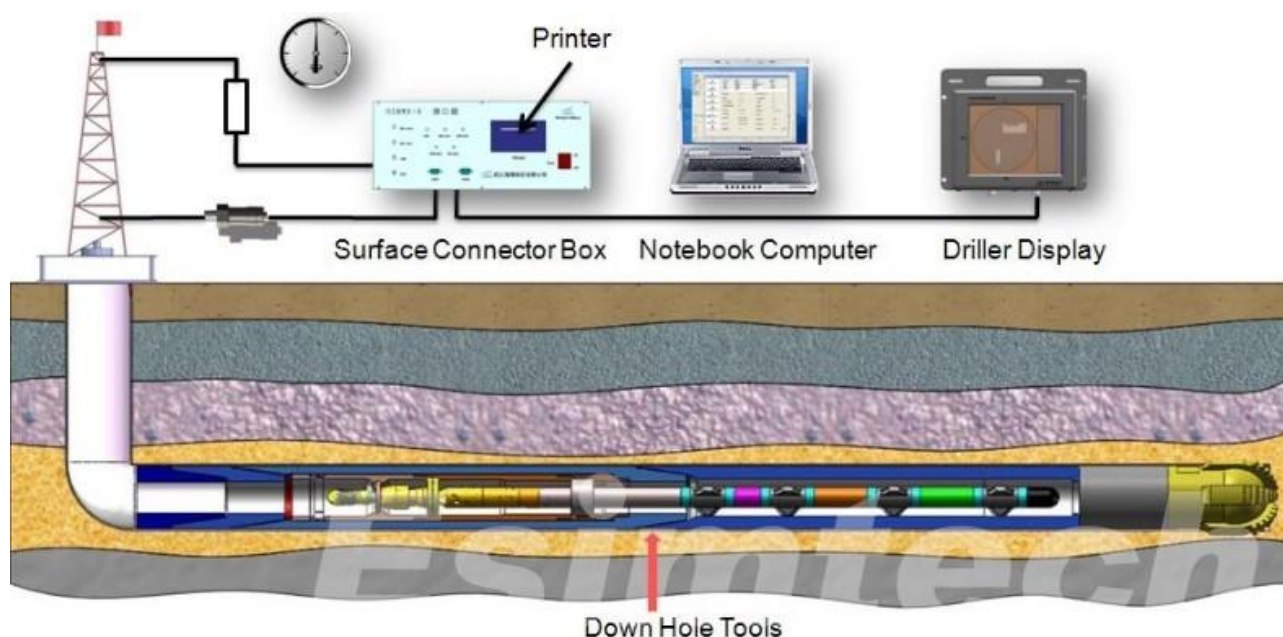 Printer
Surface Connector Box
Notebook Computer
Driller Display
Esimtech
Down Hole Tools